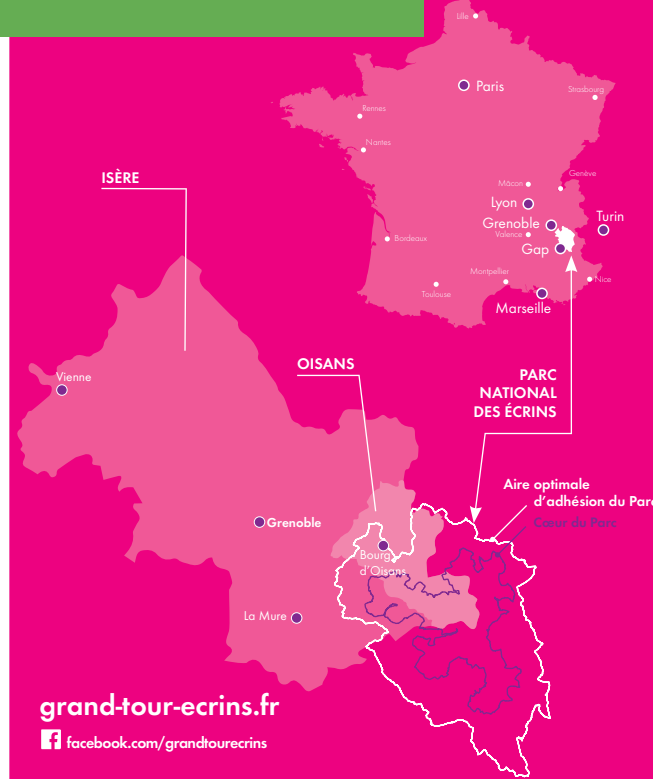 Lille
Paris
Strasbourg
Rennes
Nantes
Genève
Mâcon
Lyon
Grenoble
Turin
Valence
Bordeaux
Gap
Montpellier
Toulouse
Nice
Marseille
ISÈRE
Vienne
OISANS
PARC
NATIONAL
DES ÉCRINS
Aire optimale
d’adhésion du Parc
Cœur du Parc
Grenoble
Bourg
d’Oisans
La Mure
grand-tour-ecrins.fr
facebook.com/grandtourecrins